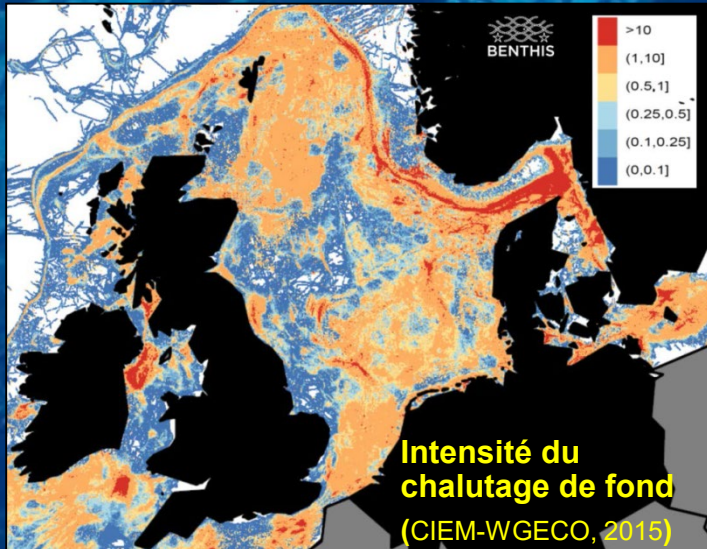 BENTHIS
>10
(1,10]
(0.5,1]
(0.25,0.5]
(0.1,0.25]
(0,0.1]
Intensité du
chalutage de fond
(CIEM-WGECO, 2015)